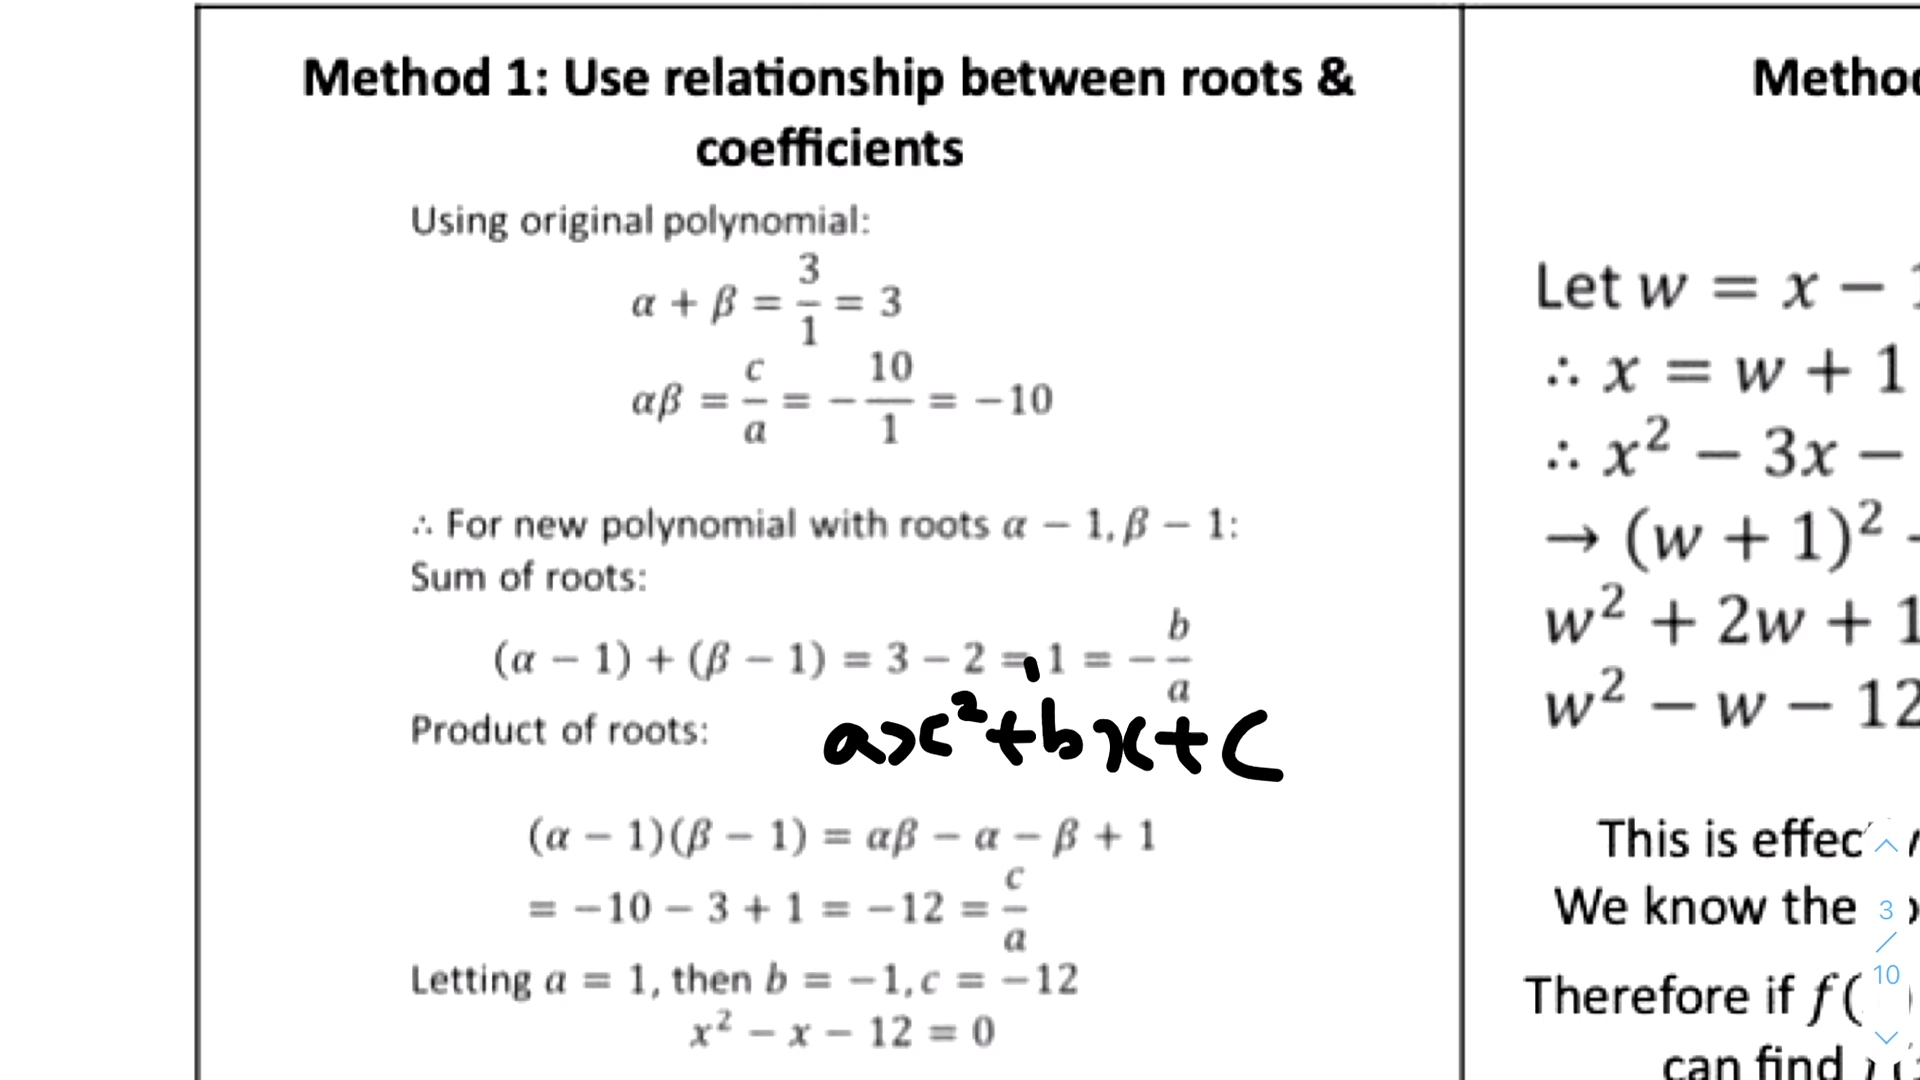 Method 1: Use relationship between roots &
coefficients
Using original polynomial:
α + β = 3/1 = 3
αβ = c/a = − 10/1 = −10
∴ For new polynomial with roots α − 1, β − 1:
Sum of roots:
(α − 1) + (β − 1) = 3 − 2 = 1 = − b/a
Product of roots:
ax²+bx+c
(α − 1)(β − 1) = αβ − α − β + 1
= −10 − 3 + 1 = −12 = c/a
Letting a = 1, then b = −1, c = −12
x² − x − 12 = 0
Let w = x −
∴ x = w + 1
∴ x² − 3x −
→ (w + 1)²
w² + 2w + 1
w² − w − 12
This is
We know the
Therefore if f(
can find
3
/
10